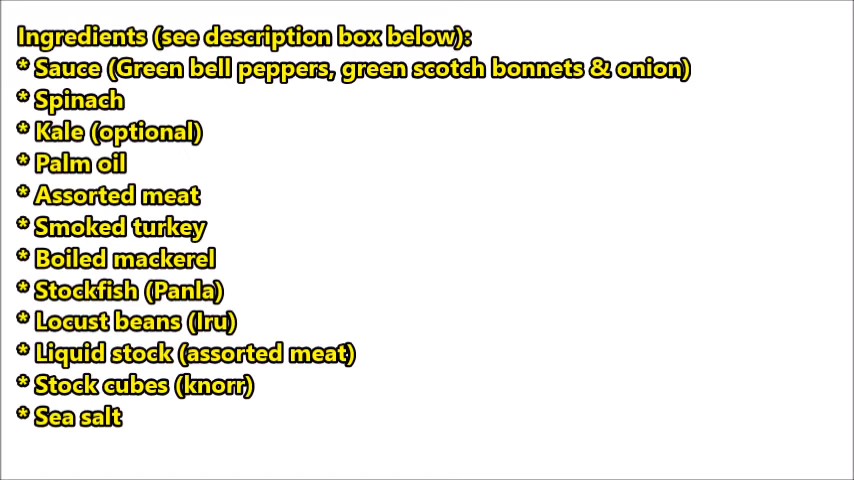 Ingredients (see description box below):
* Sauce (Green bell peppers, green scotch bonnets & onion)
* Spinach
* Kale (optional)
* Palm oil
* Assorted meat
* Smoked turkey
* Boiled mackerel
* Stockfish (Panla)
* Locust beans (Iru)
* Liquid stock (assorted meat)
* Stock cubes (knorr)
* Sea salt